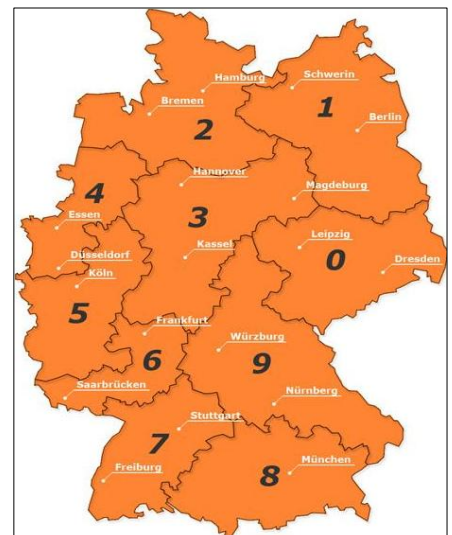 Hamburg
Schwerin
Bremen
1
Berlin
2
Hannover
4
Magdeburg
Essen
3
Leipzig
Kassel
0
Düsseldorf
Dresden
Köln
5
Frankfurt
Würzburg
6
9
Saarbrücken
Nürnberg
Stuttgart
7
München
Freiburg
8